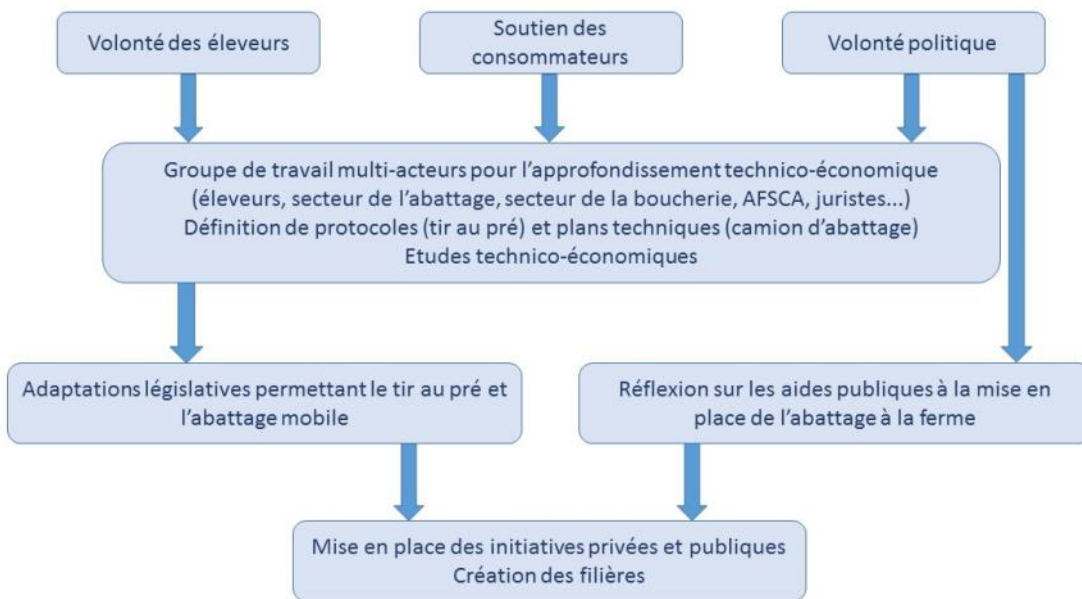 Volonté des éleveurs
Soutien des
consommateurs
Volonté politique
Groupe de travail multi-acteurs pour l'approfondissement technico-économique
(éleveurs, secteur de l'abattage, secteur de la boucherie, AFSCA, juristes...)
Définition de protocoles (tir au pré) et plans techniques (camion d'abattage)
Etudes technico-économiques
Adaptations législatives permettant le tir au pré et
l'abattage mobile
Réflexion sur les aides publiques à la mise en
place de l'abattage à la ferme
Mise en place des initiatives privées et publiques
Création des filières